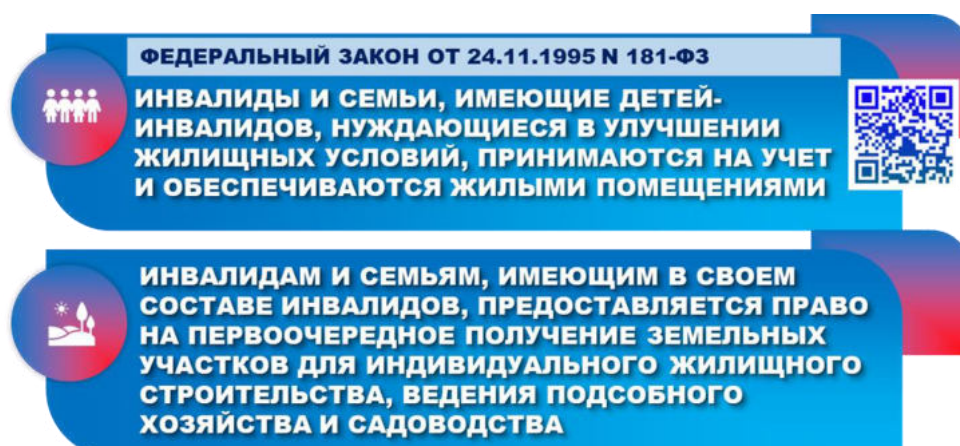 ФЕДЕРАЛЬНЫЙ ЗАКОН ОТ 24.11.1995 N 181-ФЗ
ИНВАЛИДЫ И СЕМЬИ, ИМЕЮЩИЕ ДЕТЕЙ-
ИНВАЛИДОВ, НУЖДАЮЩИЕСЯ В УЛУЧШЕНИИ
ЖИЛИЩНЫХ УСЛОВИЙ, ПРИНИМАЮТСЯ НА УЧЕТ
И ОБЕСПЕЧИВАЮТСЯ ЖИЛЫМИ ПОМЕЩЕНИЯМИ
ИНВАЛИДАМ И СЕМЬЯМ, ИМЕЮЩИМ В СВОЕМ
СОСТАВЕ ИНВАЛИДОВ, ПРЕДОСТАВЛЯЕТСЯ ПРАВО
НА ПЕРВООЧЕРЕДНОЕ ПОЛУЧЕНИЕ ЗЕМЕЛЬНЫХ
УЧАСТКОВ ДЛЯ ИНДИВИДУАЛЬНОГО ЖИЛИЩНОГО
СТРОИТЕЛЬСТВА, ВЕДЕНИЯ ПОДСОБНОГО
ХОЗЯЙСТВА И САДОВОДСТВА